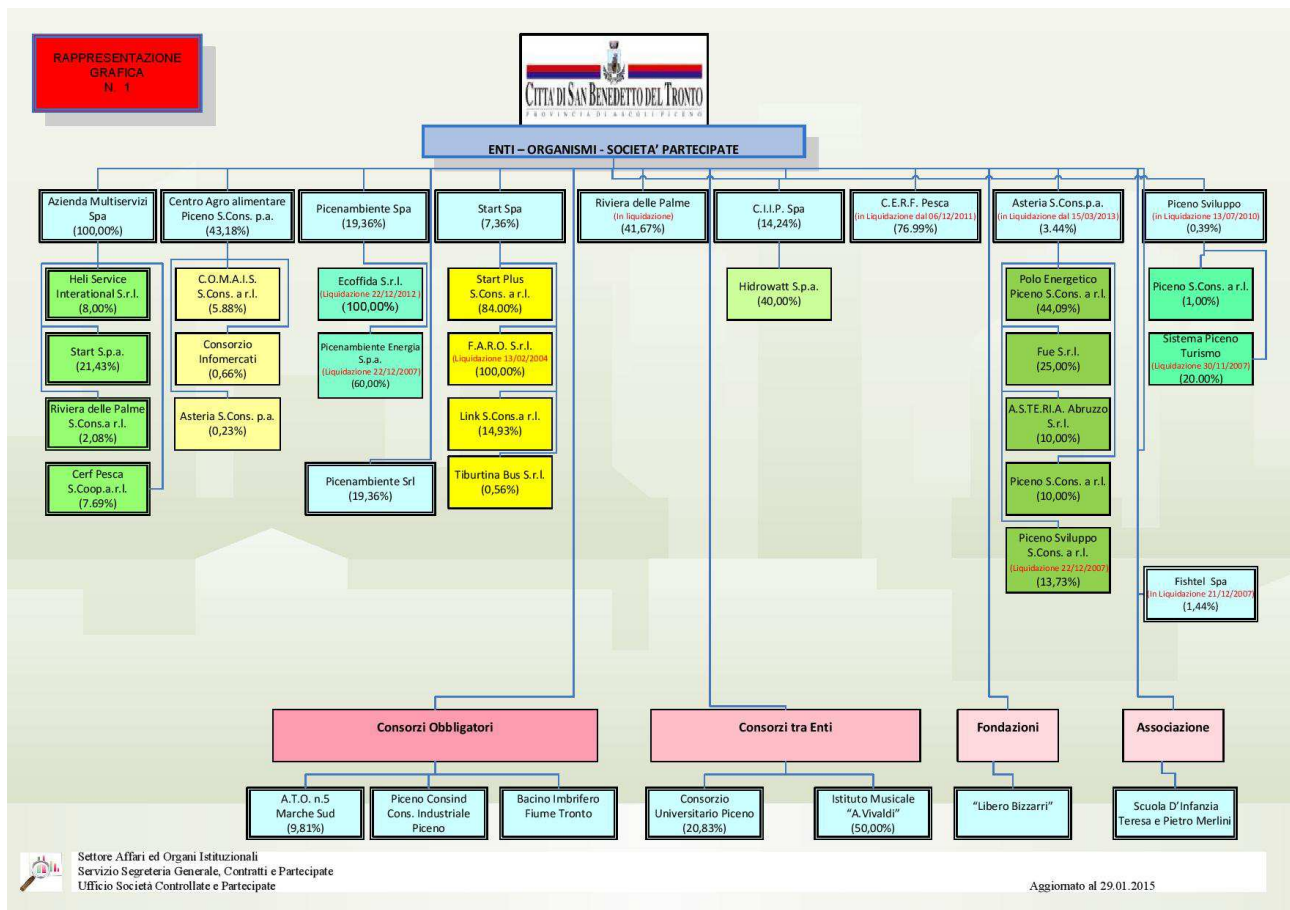 RAPPRESENTAZIONE
GRAFICA
N. 1
CITTA' DI SAN BENEDETTO DEL TRONTO
PROVINCIA DI ASCOLI PICENO
ENTI – ORGANISMI - SOCIETA' PARTECIPATE
Azienda Multiservizi
Spa
(100,00%)
Centro Agro alimentare
Piceno S.Cons. p.a.
(43,18%)
Picenambiente Spa
(19,36%)
Start Spa
(7,36%)
Riviera delle Palme
(In liquidazione)
(41,67%)
C.I.I.P. Spa
(14,24%)
C.E.R.F. Pesca
(in Liquidazione dal 06/12/2011)
(76.99%)
Asteria S.Cons.p.a.
(in Liquidazione dal 15/03/2013)
(3.44%)
Piceno Sviluppo
(in Liquidazione 13/07/2010)
(0,39%)
Heli Service
Interational S.r.l.
(8,00%)
Start S.p.a.
(21,43%)
Riviera delle Palme
S.Cons.a r.l.
(2,08%)
Cerf Pesca
S.Coop.a.r.l.
(7.69%)
C.O.M.A.I.S.
S.Cons. a r.l.
(5.88%)
Consorzio
Infomercati
(0,66%)
Asteria S.Cons. p.a.
(0,23%)
Ecoffida S.r.l.
(Liquidazione 22/12/2012 )
(100,00%)
Picenambiente Energia
S.p.a.
(Liquidazione 22/12/2007)
(60,00%)
Picenambiente Srl
(19,36%)
Start Plus
S.Cons. a r.l.
(84.00%)
F.A.R.O. S.r.l.
(Liquidazione 13/02/2004
(100,00%)
Link S.Cons.a r.l.
(14,93%)
Tiburtina Bus S.r.l.
(0,56%)
Hidrowatt S.p.a.
(40,00%)
Polo Energetico
Piceno S.Cons. a r.l.
(44,09%)
Fue S.r.l.
(25,00%)
A.S.TE.RI.A. Abruzzo
S.r.l.
(10,00%)
Piceno S.Cons. a r.l.
(10,00%)
Piceno Sviluppo
S.Cons. a r.l.
(Liquidazione 22/12/2007)
(13,73%)
Piceno S.Cons. a r.l.
(1,00%)
Sistema Piceno
Turismo
(Liquidazione 30/11/2007)
(20.00%)
Fishtel Spa
(In Liquidazione 21/12/2007)
(1,44%)
Consorzi Obbligatori
Consorzi tra Enti
Fondazioni
Associazione
A.T.O. n.5
Marche Sud
(9,81%)
Piceno Consind
Cons. Industriale
Piceno
Bacino Imbrifero
Fiume Tronto
Consorzio
Universitario Piceno
(20,83%)
Istituto Musicale
"A.Vivaldi"
(50,00%)
"Libero Bizzarri"
Scuola D'Infanzia
Teresa e Pietro Merlini
Settore Affari ed Organi Istituzionali
Servizio Segreteria Generale, Contratti e Partecipate
Ufficio Società Controllate e Partecipate
Aggiornato al 29.01.2015